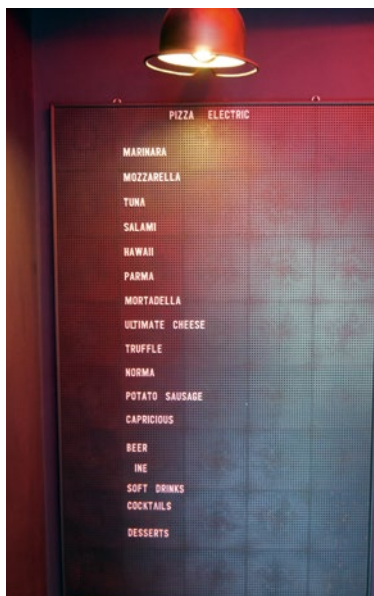 PIZZA ELECTRIC
MARINARA
MOZZARELLA
TUNA
SALAMI
HAWAII
PARMA
MORTADELLA
ULTIMATE CHEESE
TRUFFLE
NORMA
POTATO SAUSAGE
CAPRICIOUS
BEER
INE
SOFT DRINKS
COCKTAILS
DESSERTS